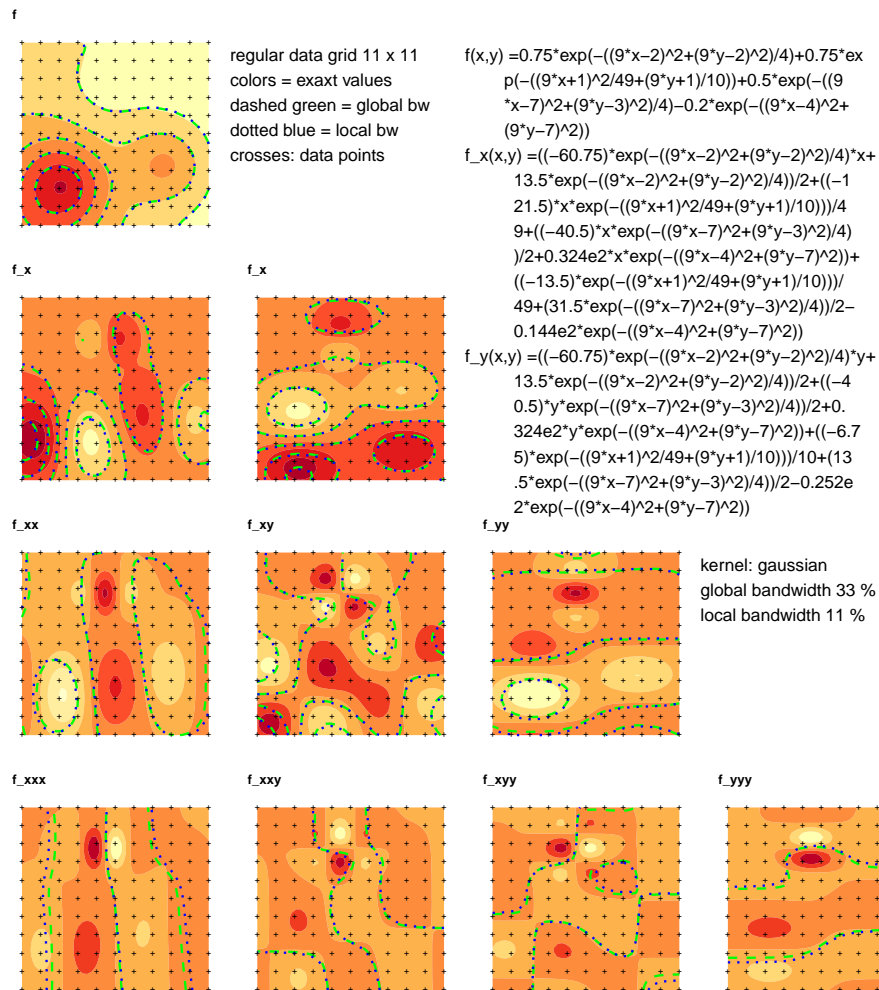 f
regular data grid 11 x 11
colors = exaxt values
dashed green = global bw
dotted blue = local bw
crosses: data points
f(x,y) =0.75*exp(−((9*x−2)^2+(9*y−2)^2)/4)+0.75*ex
p(−((9*x+1)^2/49+(9*y+1)/10))+0.5*exp(−((9
*x−7)^2+(9*y−3)^2)/4)−0.2*exp(−((9*x−4)^2+
(9*y−7)^2))
f_x(x,y) =((−60.75)*exp(−((9*x−2)^2+(9*y−2)^2)/4)*x+
13.5*exp(−((9*x−2)^2+(9*y−2)^2)/4))/2+((−1
21.5)*x*exp(−((9*x+1)^2/49+(9*y+1)/10)))/4
9+((−40.5)*x*exp(−((9*x−7)^2+(9*y−3)^2)/4)
)/2+0.324e2*x*exp(−((9*x−4)^2+(9*y−7)^2))+
((−13.5)*exp(−((9*x+1)^2/49+(9*y+1)/10)))/
49+(31.5*exp(−((9*x−7)^2+(9*y−3)^2)/4))/2−
0.144e2*exp(−((9*x−4)^2+(9*y−7)^2))
f_y(x,y) =((−60.75)*exp(−((9*x−2)^2+(9*y−2)^2)/4)*y+
13.5*exp(−((9*x−2)^2+(9*y−2)^2)/4))/2+((−4
0.5)*y*exp(−((9*x−7)^2+(9*y−3)^2)/4))/2+0.
324e2*y*exp(−((9*x−4)^2+(9*y−7)^2))+((−6.7
5)*exp(−((9*x+1)^2/49+(9*y+1)/10)))/10+(13
.5*exp(−((9*x−7)^2+(9*y−3)^2)/4))/2−0.252e
2*exp(−((9*x−4)^2+(9*y−7)^2))
f_x
f_x
f_xx
f_xy
f_yy
kernel: gaussian
global bandwidth 33 %
local bandwidth 11 %
f_xxx
f_xxy
f_xyy
f_yyy